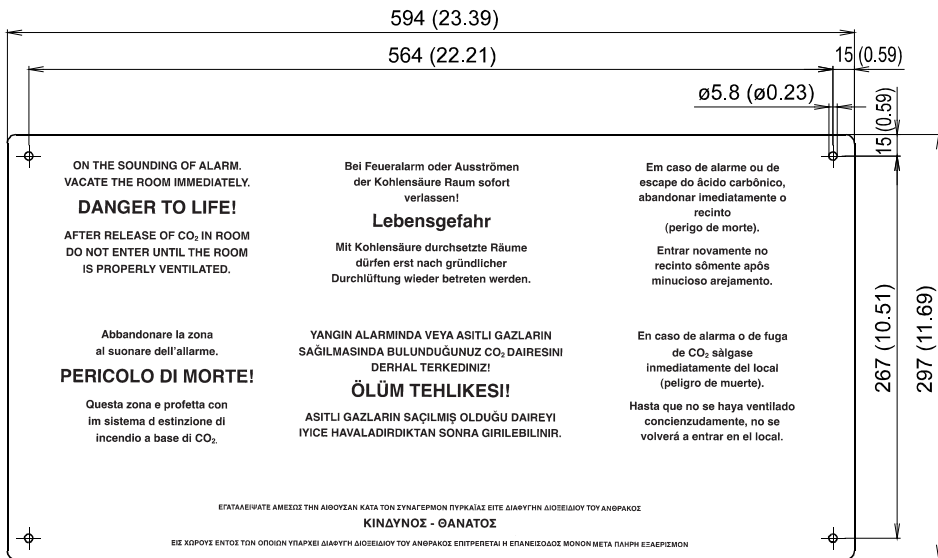 594 (23.39)
564 (22.21)
15 (0.59)
ø5.8 (ø0.23)
15 (0.59)
267 (10.51)
297 (11.69)
ON THE SOUNDING OF ALARM.
VACATE THE ROOM IMMEDIATELY.
DANGER TO LIFE!
AFTER RELEASE OF CO₂ IN ROOM
DO NOT ENTER UNTIL THE ROOM
IS PROPERLY VENTILATED.
Bei Feueralarm oder Ausströmen
der Kohlensäure Raum sofort
verlassen!
Lebensgefahr
Mit Kohlensäure durchsetzte Räume
dürfen erst nach gründlicher
Durchlüftung wieder betreten werden.
Em caso de alarme ou de
escape do âcido carbônico,
abandonar imediatamente o
recinto
(perigo de morte).
Entrar novamente no
recinto sômente apôs
minucioso arejamento.
Abbandonare la zona
al suonare dell'allarme.
PERICOLO DI MORTE!
Questa zona e profetta con
im sistema d estinzione di
incendio a base di CO₂.
YANGIN ALARMINDA VEYA ASITLI GAZLARIN
SAĞILMASINDA BULUNDUĞUNUZ CO₂ DAIRESINI
DERHAL TERKEDINIZ!
ÖLÜM TEHLIKESI!
ASITLI GAZLARIN SAÇILMIŞ OLDUĞU DAIREYI
IYICE HAVALADIRDIKTAN SONRA GIRILEBILINIR.
En caso de alarma o de fuga
de CO₂ sàlgase
inmediatamente del local
(peligro de muerte).
Hasta que no se haya ventilado
concienzudamente, no se
volverá a entrar en el local.
ΕΓΑΤΑΛΕΙΨΑΤΕ ΑΜΕΣΩΣ ΤΗΝ ΑΙΘΟΥΣΑΝ ΚΑΤΑ ΤΟΝ ΣΥΝΑΓΕΡΜΟΝ ΠΥΡΚΑΪΑΣ ΕΙΤΕ ΔΙΑΦΥΓΗΝ ΔΙΟΞΕΙΔΙΟΥ ΤΟΥ ΑΝΘΡΑΚΟΣ
ΚΙΝΔΥΝΟΣ - ΘΑΝΑΤΟΣ
ΕΙΣ ΧΩΡΟΥΣ ΕΝΤΟΣ ΤΩΝ ΟΠΟΙΩΝ ΥΠΑΡΧΕΙ ΔΙΑΦΥΓΗ ΔΙΟΞΕΙΔΙΟΥ ΤΟΥ ΑΝΘΡΑΚΟΣ ΕΠΙΤΡΕΠΕΤΑΙ Η ΕΠΑΝΕΙΣΟΔΟΣ ΜΟΝΟΝ ΜΕΤΑ ΠΛΗΡΗ ΕΞΑΕΡΙΣΜΟΝ